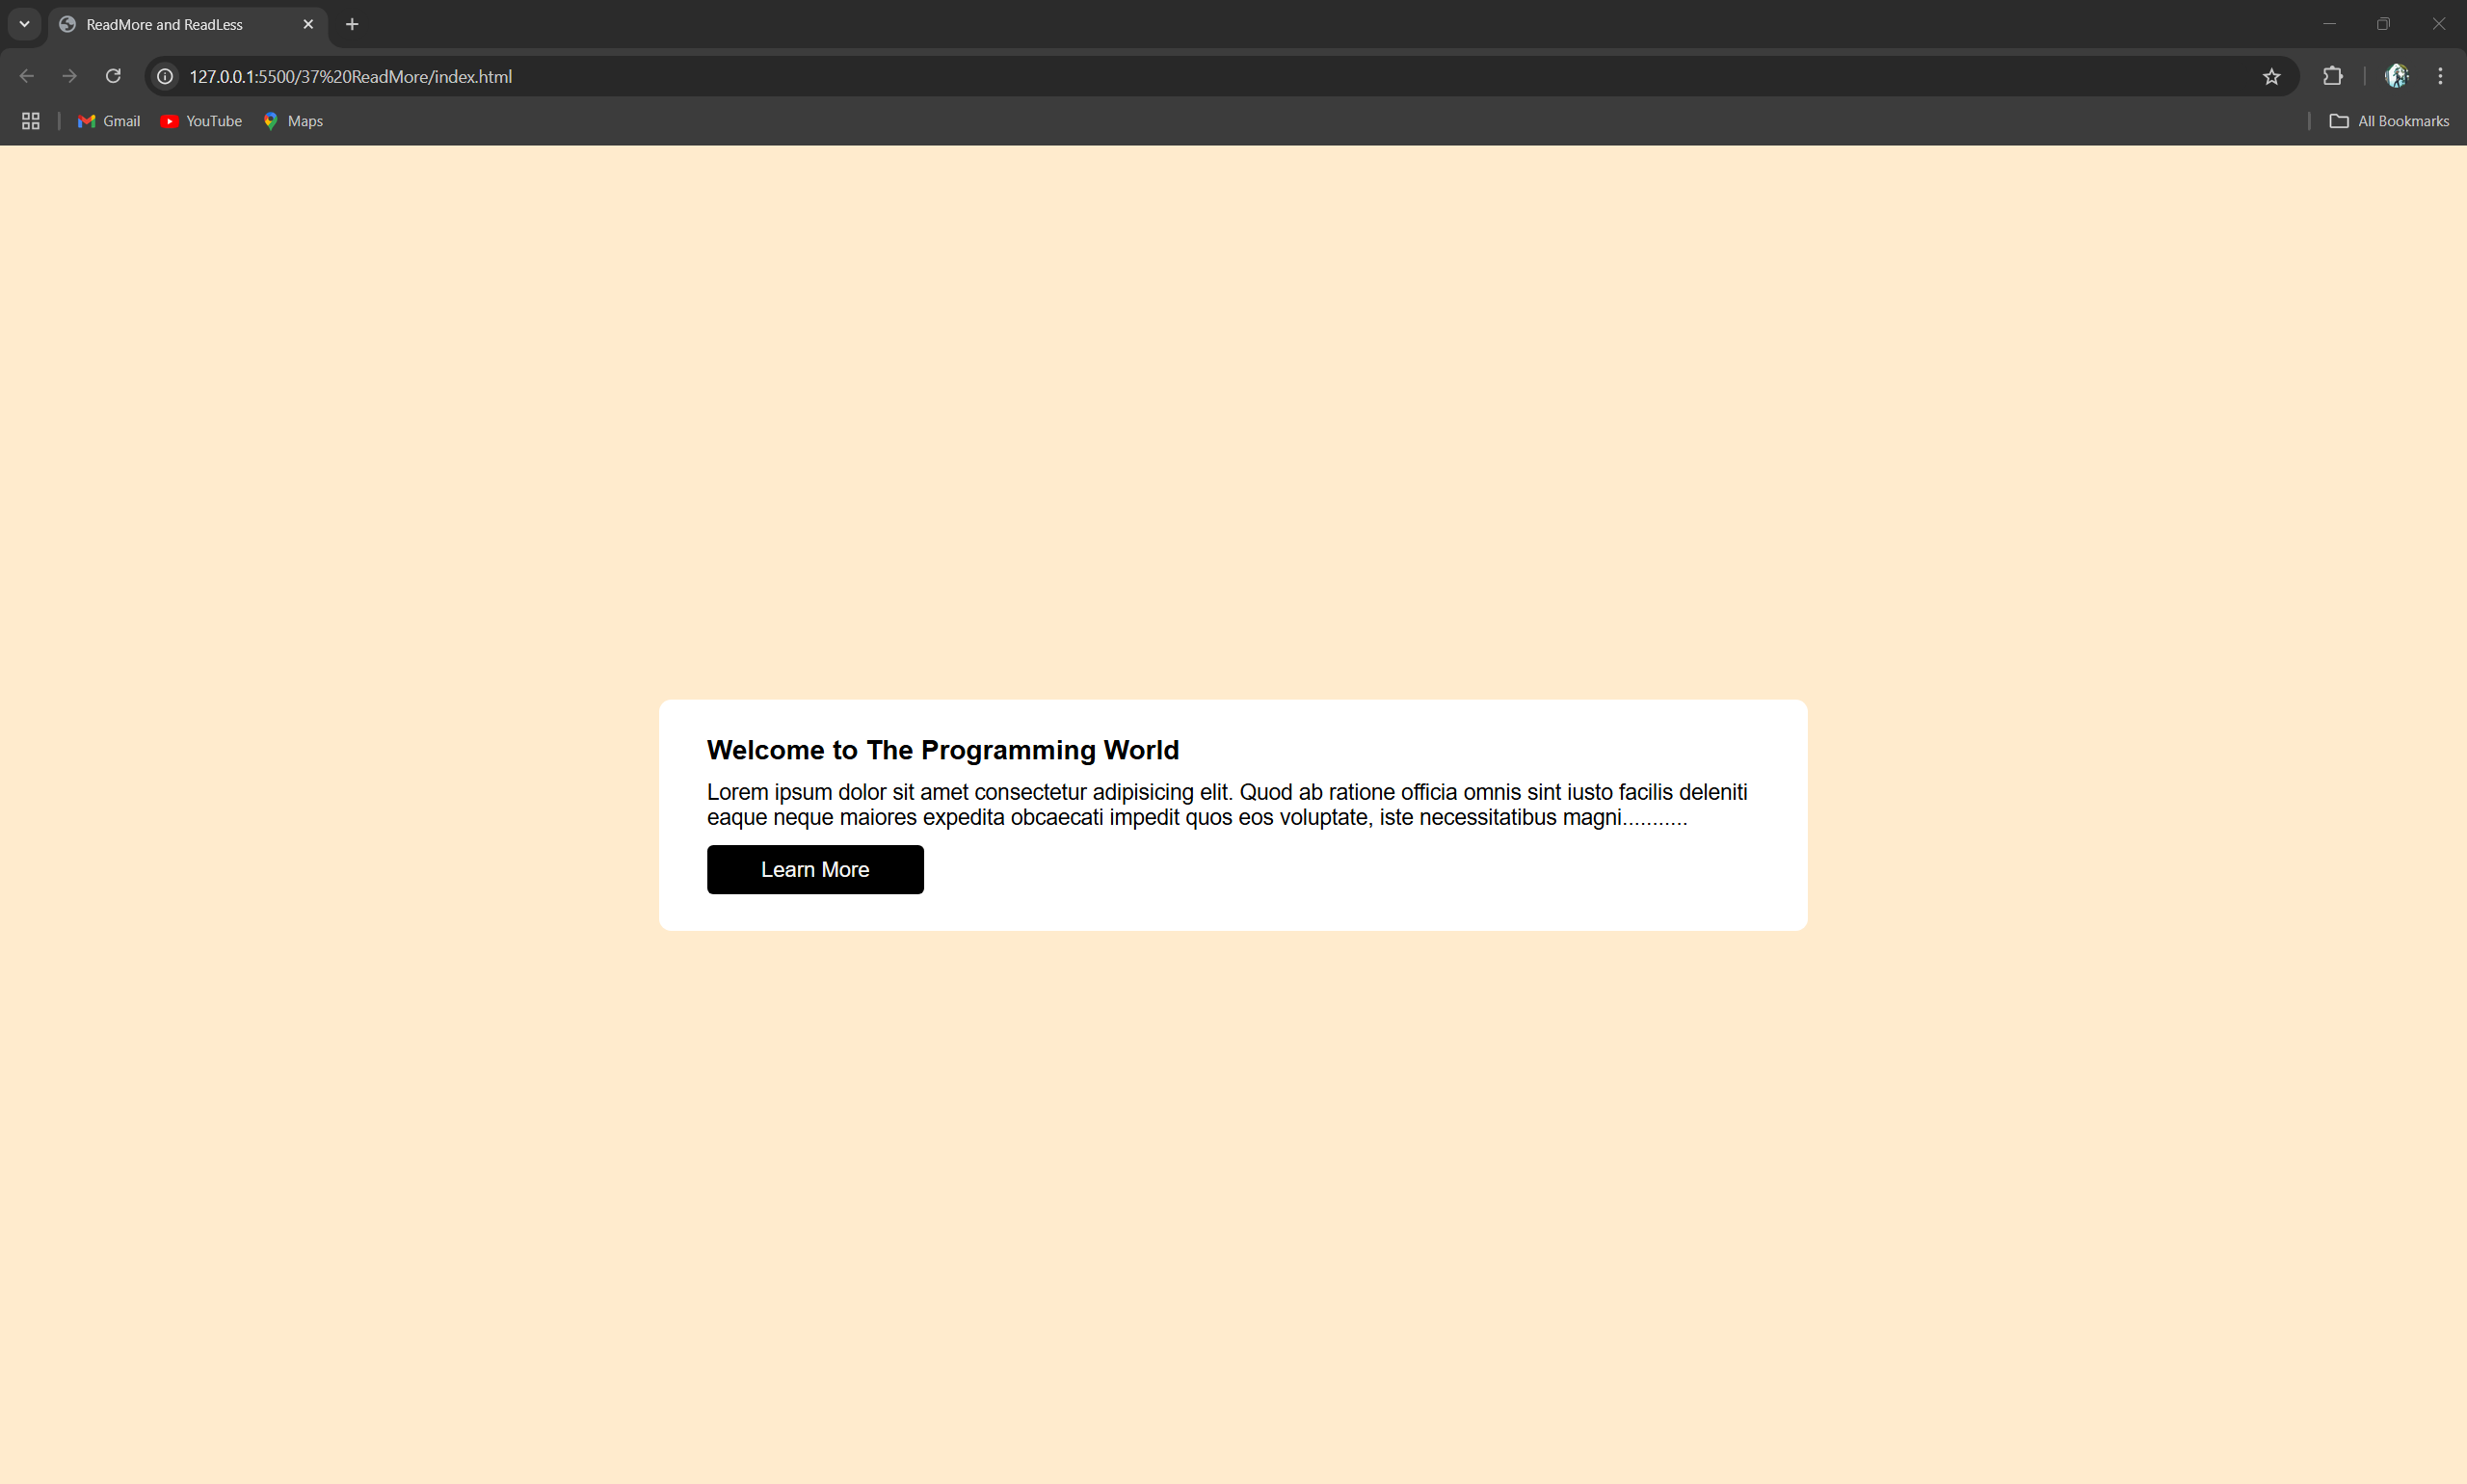 ReadMore and ReadLess
127.0.0.1:5500/37%20ReadMore/index.html
Gmail
YouTube
Maps
All Bookmarks
Welcome to The Programming World
Lorem ipsum dolor sit amet consectetur adipisicing elit. Quod ab ratione officia omnis sint iusto facilis deleniti
eaque neque maiores expedita obcaecati impedit quos eos voluptate, iste necessitatibus magni...........
Learn More